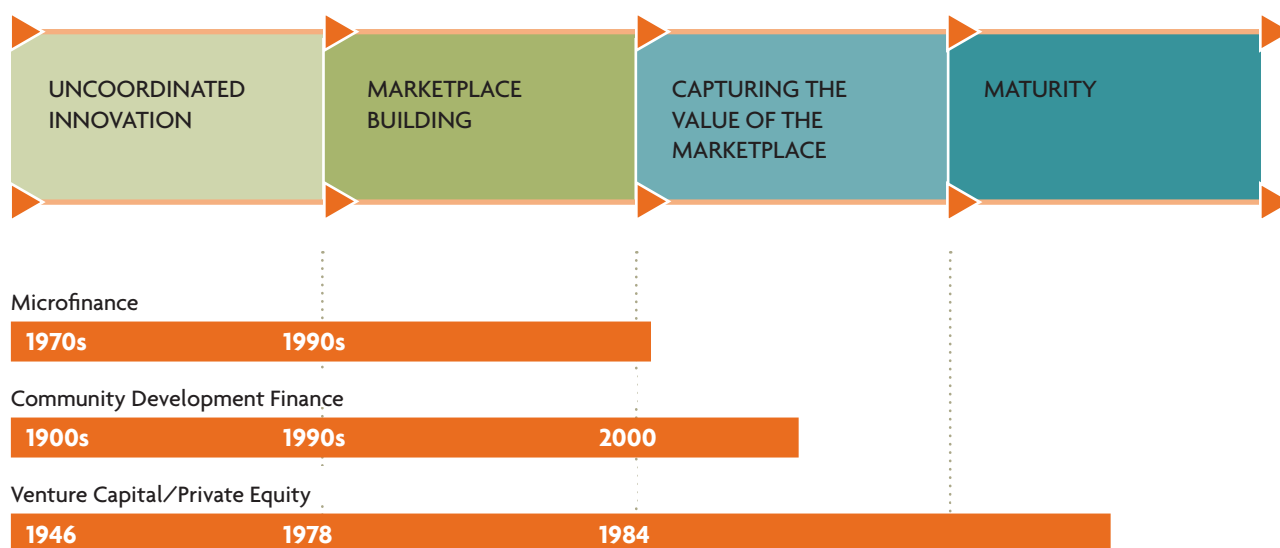 UNCOORDINATED
INNOVATION
MARKETPLACE
BUILDING
CAPTURING THE
VALUE OF THE
MARKETPLACE
MATURITY
Microfinance
1970s 1990s
Community Development Finance
1900s 1990s 2000
Venture Capital/Private Equity
1946 1978 1984